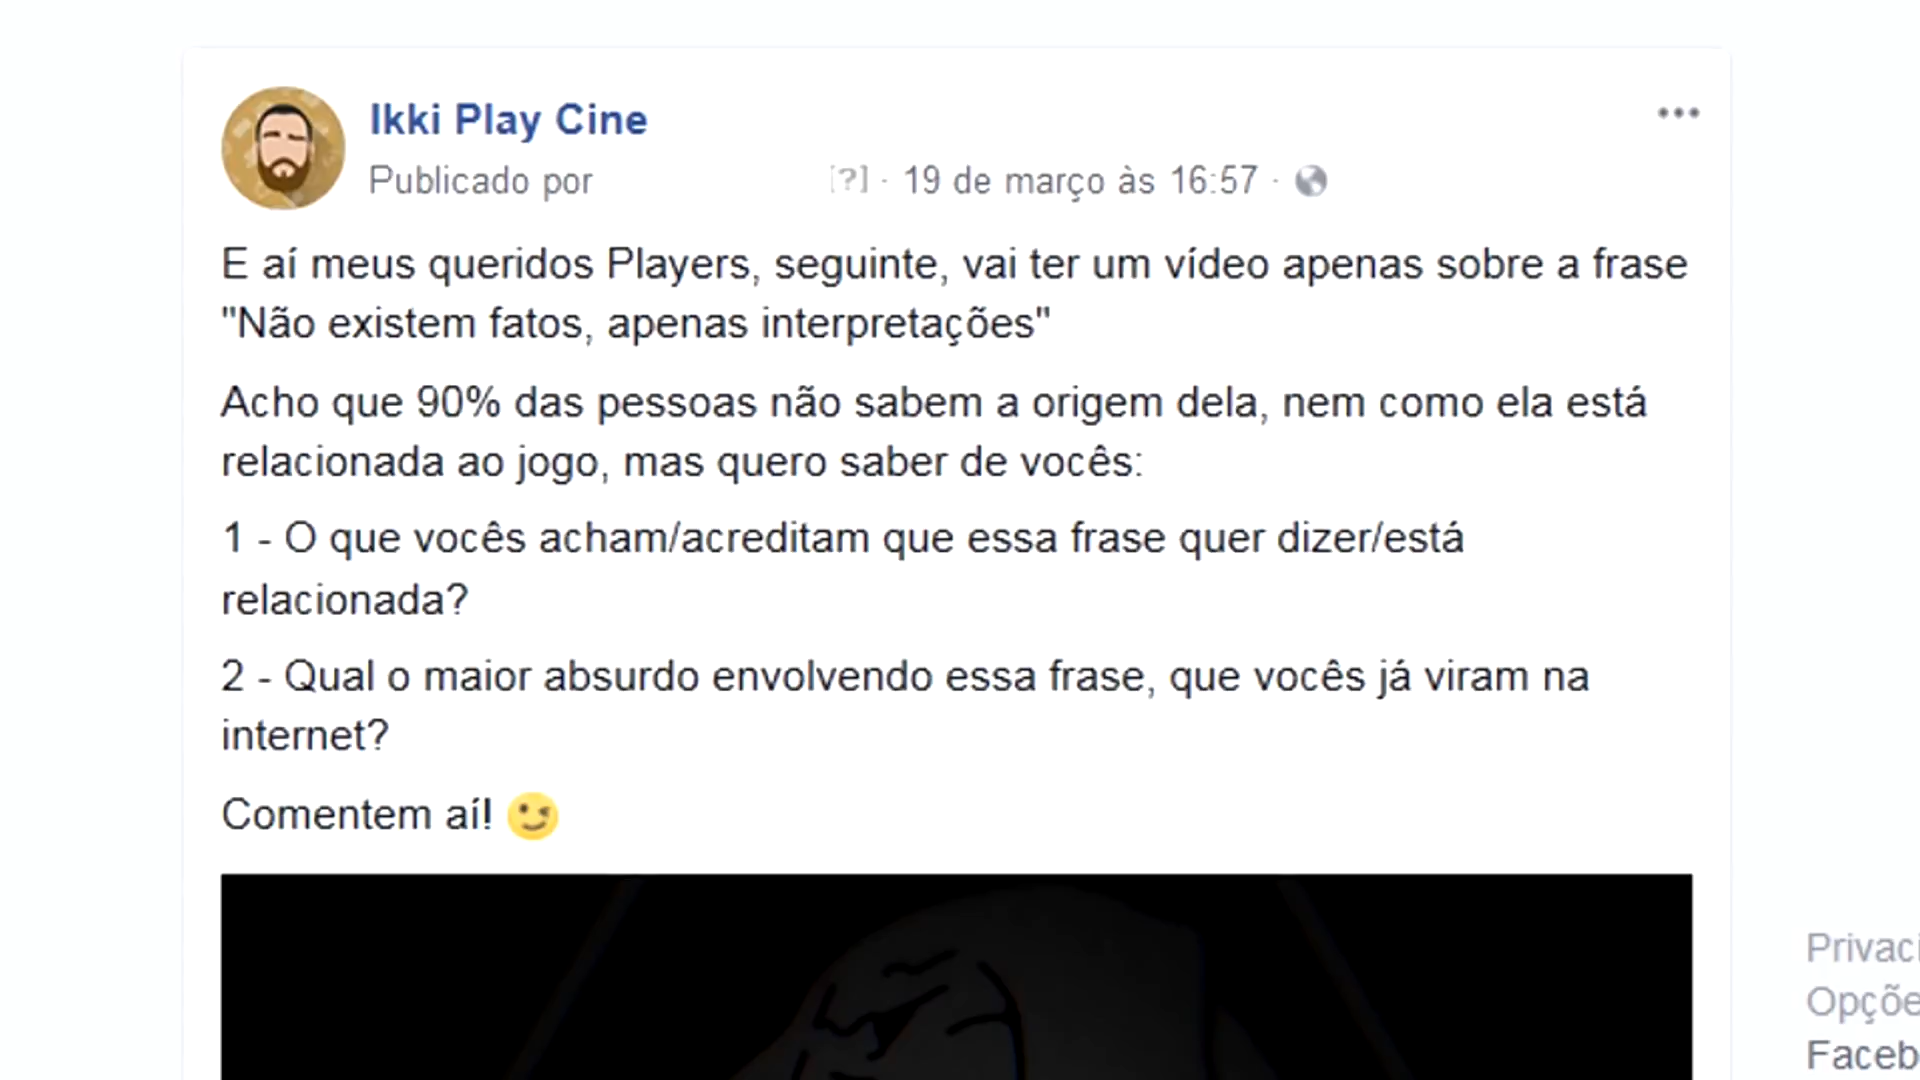 Ikki Play Cine
Publicado por [?] · 19 de março às 16:57 ·
E aí meus queridos Players, seguinte, vai ter um vídeo apenas sobre a frase
"Não existem fatos, apenas interpretações"
Acho que 90% das pessoas não sabem a origem dela, nem como ela está
relacionada ao jogo, mas quero saber de vocês:
1 - O que vocês acham/acreditam que essa frase quer dizer/está
relacionada?
2 - Qual o maior absurdo envolvendo essa frase, que vocês já viram na
internet?
Comentem aí! 😉
Privaci
Opçõe
Faceb